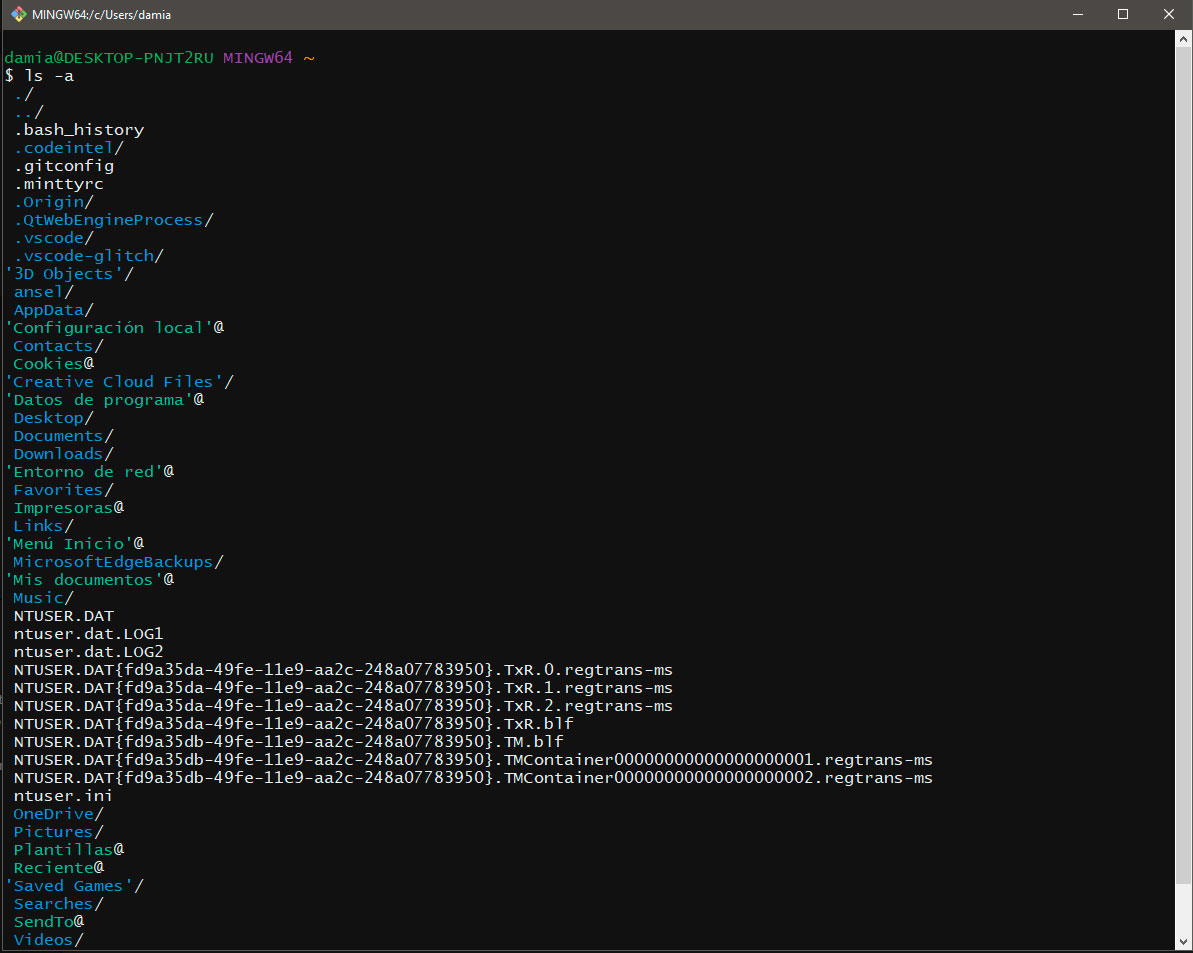 MINGW64:/c/Users/damia
damia@DESKTOP-PNJT2RU MINGW64 ~
$ ls -a
./
../
.bash_history
.codeintel/
.gitconfig
.minttyrc
.Origin/
.QtWebEngineProcess/
.vscode/
.vscode-glitch/
'3D Objects'/
ansel/
AppData/
'Configuración local'@
Contacts/
Cookies@
'Creative Cloud Files'/
'Datos de programa'@
Desktop/
Documents/
Downloads/
'Entorno de red'@
Favorites/
Impresoras@
Links/
'Menú Inicio'@
MicrosoftEdgeBackups/
'Mis documentos'@
Music/
NTUSER.DAT
ntuser.dat.LOG1
ntuser.dat.LOG2
NTUSER.DAT{fd9a35da-49fe-11e9-aa2c-248a07783950}.TxR.0.regtrans-ms
NTUSER.DAT{fd9a35da-49fe-11e9-aa2c-248a07783950}.TxR.1.regtrans-ms
NTUSER.DAT{fd9a35da-49fe-11e9-aa2c-248a07783950}.TxR.2.regtrans-ms
NTUSER.DAT{fd9a35da-49fe-11e9-aa2c-248a07783950}.TxR.blf
NTUSER.DAT{fd9a35db-49fe-11e9-aa2c-248a07783950}.TM.blf
NTUSER.DAT{fd9a35db-49fe-11e9-aa2c-248a07783950}.TMContainer00000000000000000001.regtrans-ms
NTUSER.DAT{fd9a35db-49fe-11e9-aa2c-248a07783950}.TMContainer00000000000000000002.regtrans-ms
ntuser.ini
OneDrive/
Pictures/
Plantillas@
Reciente@
'Saved Games'/
Searches/
SendTo@
Videos/